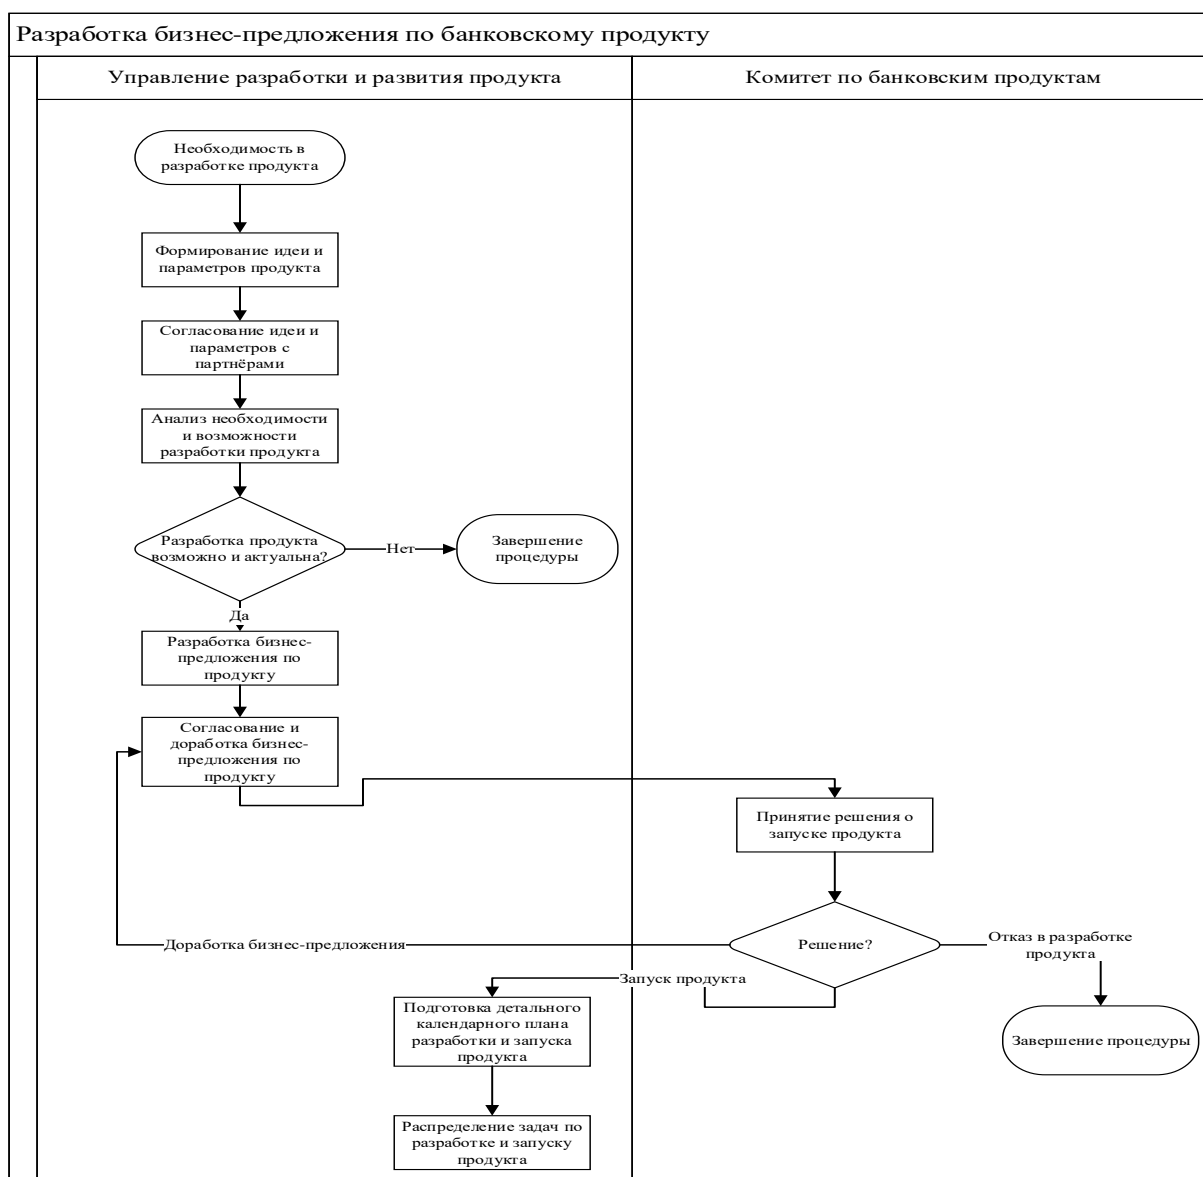 Разработка бизнес-предложения по банковскому продукту
Управление разработки и развития продукта
Комитет по банковским продуктам
Необходимость в
разработке продукта
Формирование идеи и
параметров продукта
Согласование идеи и
параметров с
партнёрами
Анализ необходимости
и возможности
разработки продукта
Разработка продукта
возможно и актуальна?
Нет
Завершение
процедуры
Да
Разработка бизнес-
предложения по
продукту
Согласование и
доработка бизнес-
предложения по
продукту
Принятие решения о
запуске продукта
Решение?
Доработка бизнес-предложения
Отказ в разработке
продукта
Запуск продукта
Завершение процедуры
Подготовка детального
календарного плана
разработки и запуска
продукта
Распределение задач по
разработке и запуску
продукта